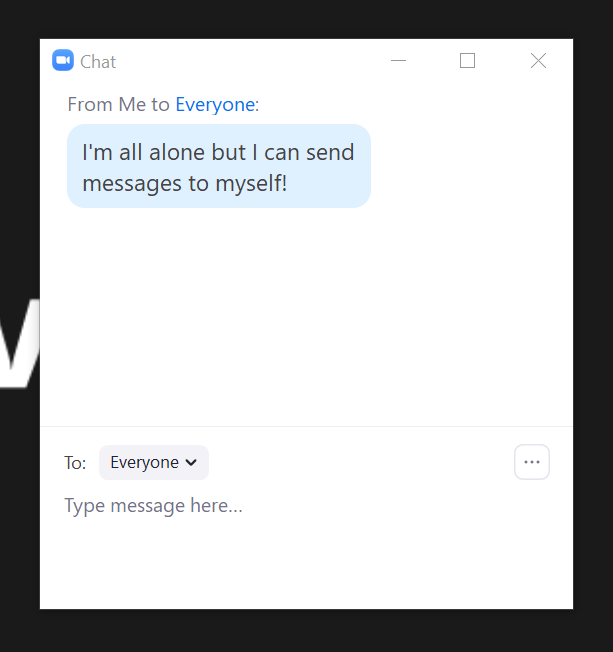 Chat
From Me to Everyone:
I'm all alone but I can send
messages to myself!
To: Everyone
Type message here...